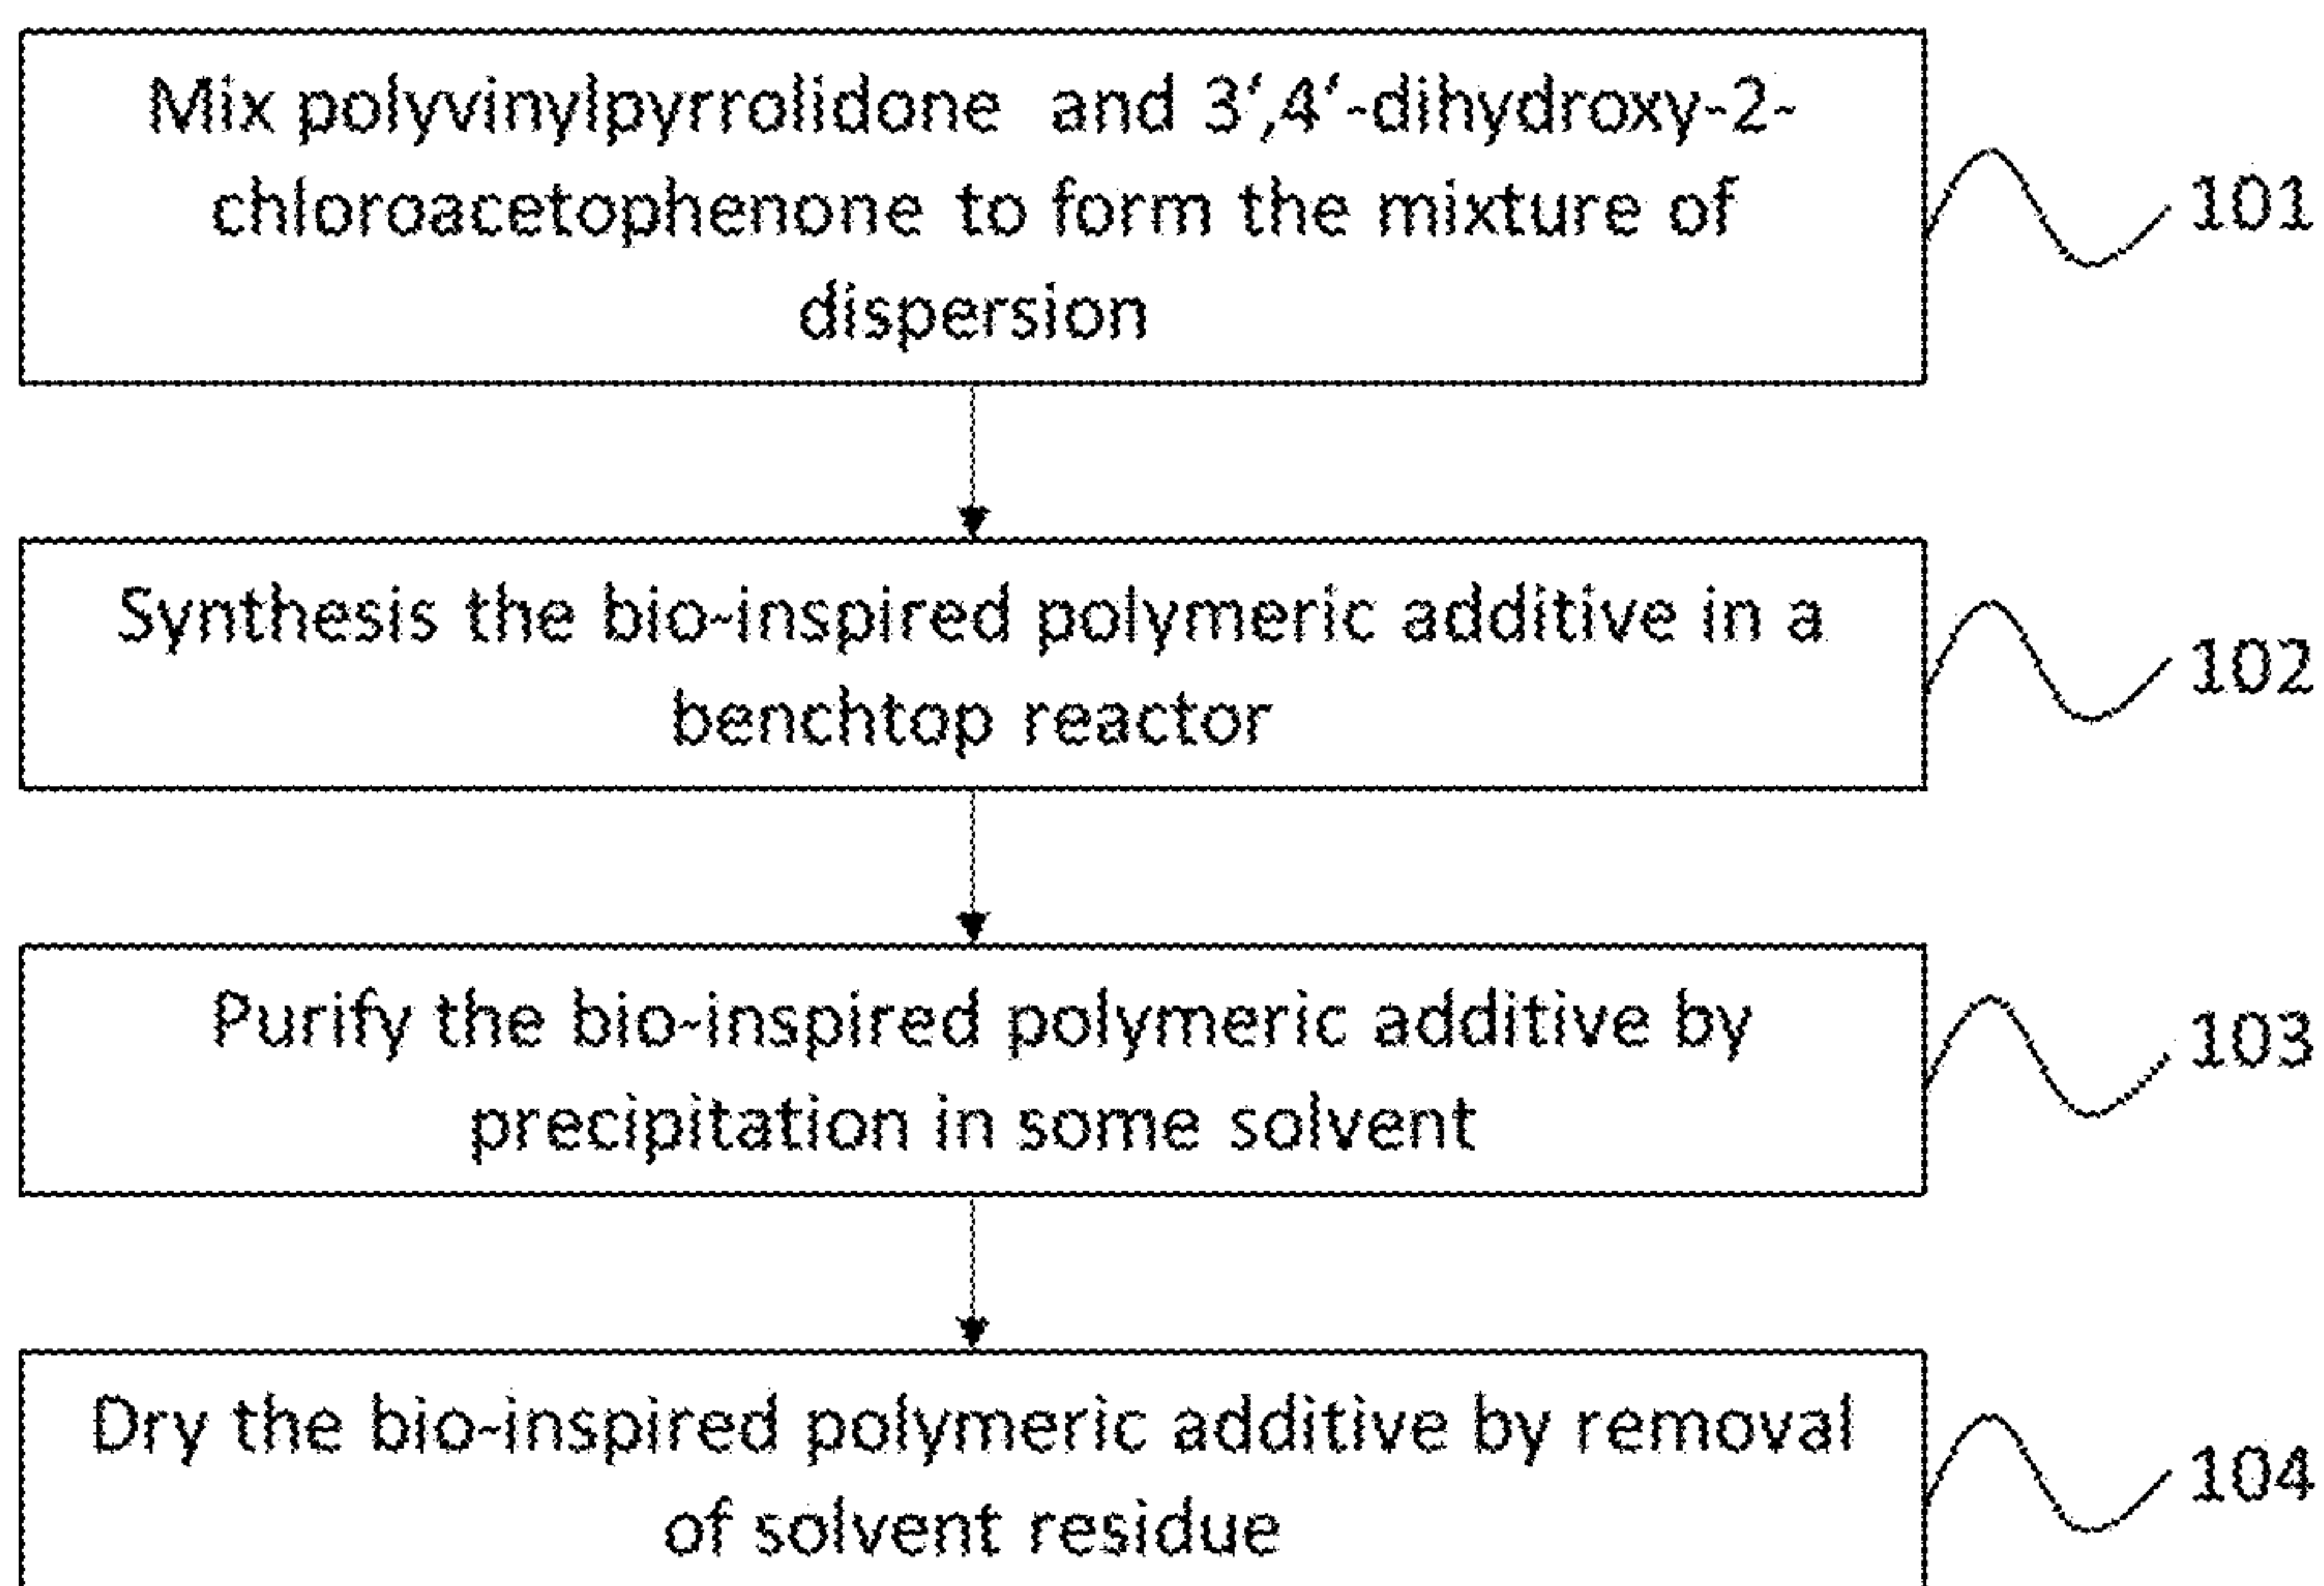 Mix polyvinylpyrrolidone and 3‘,4‘-dihydroxy-2-
chloroacetophenone to form the mixture of
dispersion
101
Synthesis the bio-inspired polymeric additive in a
benchtop reactor
102
Purify the bio-inspired polymeric additive by
precipitation in some solvent
103
Dry the bio-inspired polymeric additive by removal
of solvent residue
104